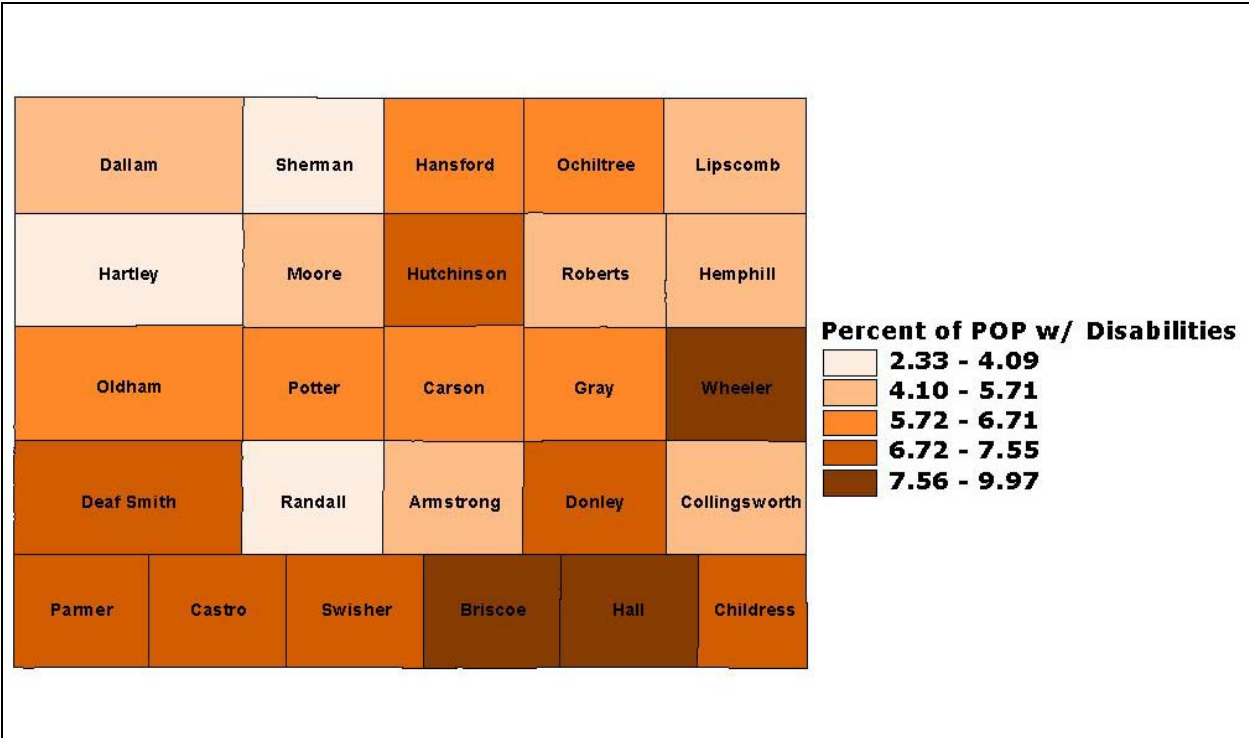 Dallam Sherman Hansford Ochiltree Lipscomb
Hartley Moore Hutchinson Roberts Hemphill
Oldham Potter Carson Gray Wheeler
Deaf Smith Randall Armstrong Donley Collingsworth
Parmer Castro Swisher Briscoe Hall Childress
Percent of POP w/ Disabilities
2.33 - 4.09
4.10 - 5.71
5.72 - 6.71
6.72 - 7.55
7.56 - 9.97